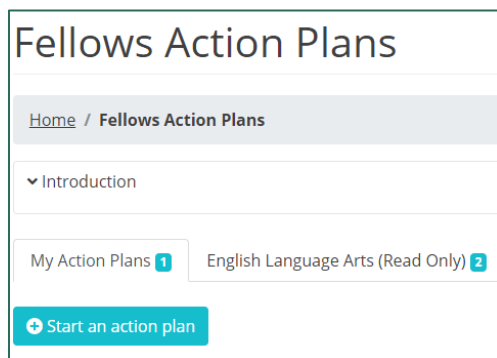 Fellows Action Plans
Home / Fellows Action Plans
Introduction
My Action Plans 1 English Language Arts (Read Only) 2
Start an action plan